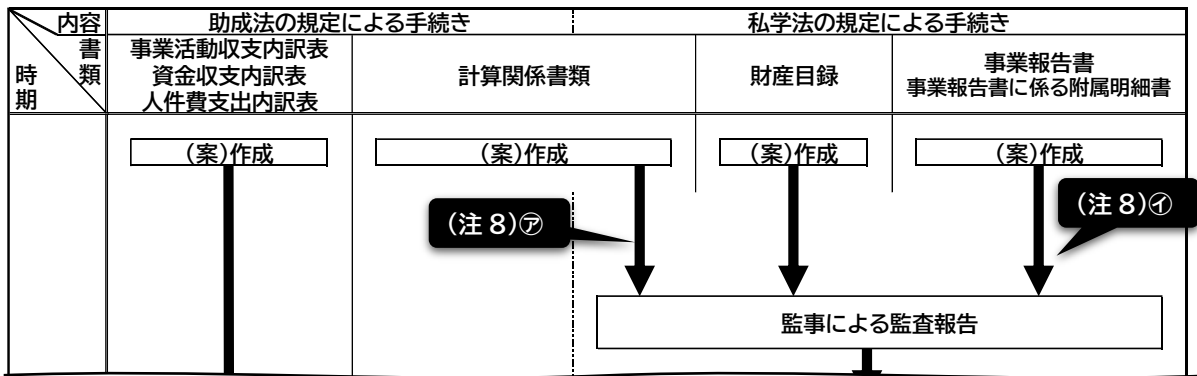 内容
助成法の規定による手続き
私学法の規定による手続き
書類
時期
事業活動収支内訳表
資金収支内訳表
人件費支出内訳表
計算関係書類
財産目録
事業報告書
事業報告書に係る附属明細書
(案)作成
(案)作成
(案)作成
(案)作成
(注8)㋐
(注8)㋑
監事による監査報告